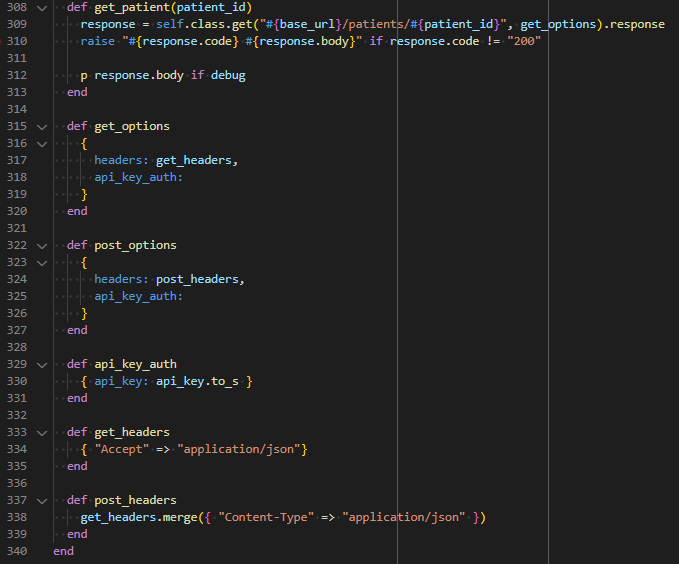 308   def get_patient(patient_id)
309     response = self.class.get("#{base_url}/patients/#{patient_id}", get_options).response
310     raise "#{response.code} #{response.body}" if response.code != "200"
311
312     p response.body if debug
313   end
314
315   def get_options
316     {
317       headers: get_headers,
318       api_key_auth:
319     }
320   end
321
322   def post_options
323     {
324       headers: post_headers,
325       api_key_auth:
326     }
327   end
328
329   def api_key_auth
330     { api_key: api_key.to_s }
331   end
332
333   def get_headers
334     { "Accept" => "application/json"}
335   end
336
337   def post_headers
338     get_headers.merge({ "Content-Type" => "application/json" })
339   end
340 end